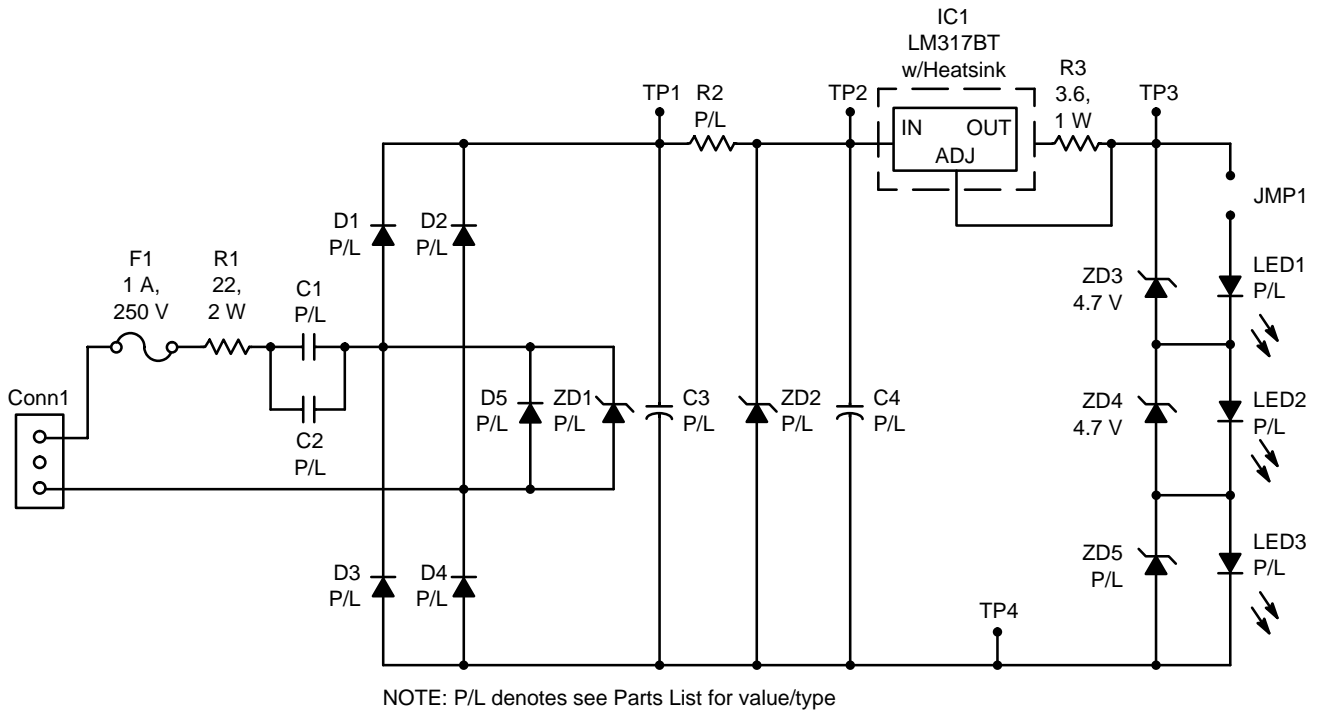 IC1
LM317BT
w/Heatsink
R3
3.6,
1 W
TP1
R2
P/L
TP2
TP3
IN
OUT
ADJ
JMP1
D1
P/L
D2
P/L
F1
1 A,
250 V
R1
22,
2 W
C1
P/L
ZD3
4.7 V
LED1
P/L
Conn1
C2
P/L
D5
P/L
ZD1
P/L
C3
P/L
ZD2
P/L
C4
P/L
ZD4
4.7 V
LED2
P/L
D3
P/L
D4
P/L
ZD5
P/L
LED3
P/L
TP4
NOTE: P/L denotes see Parts List for value/type